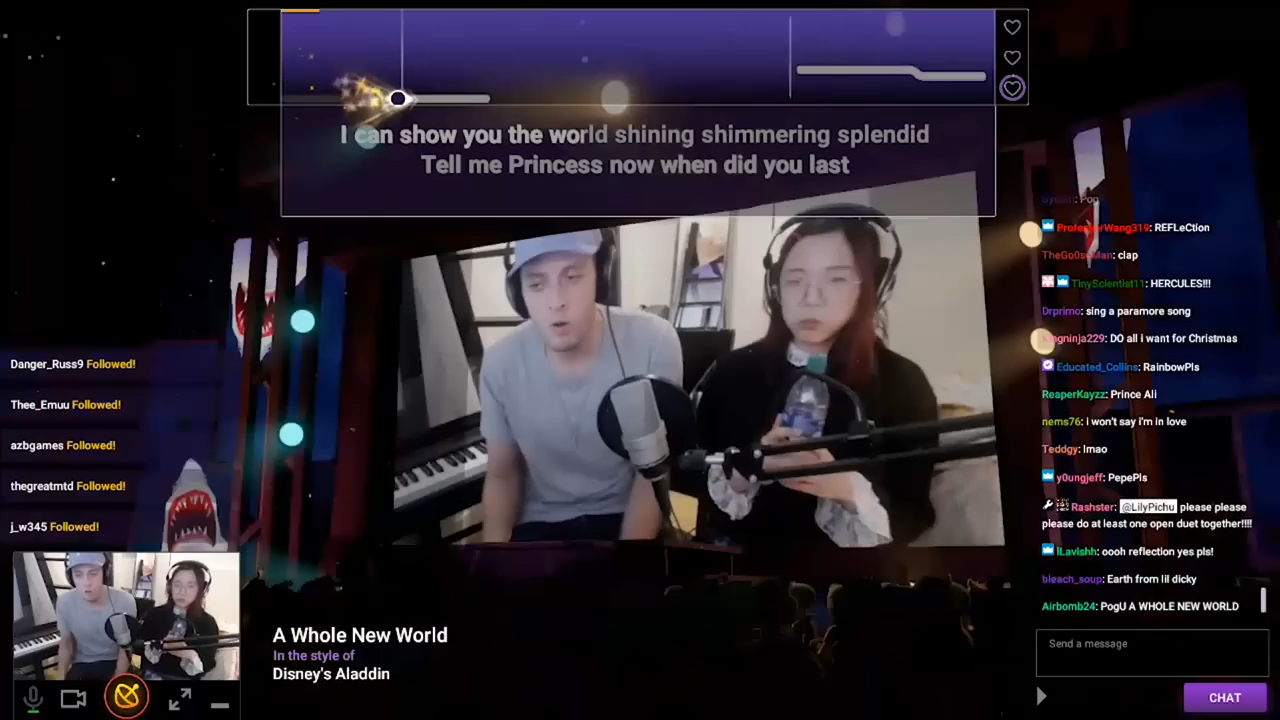 I can show you the world shining shimmering splendid
Tell me Princess now when did you last
ProfessorWang319: REFLeCtion
TheGo0seMan: clap
TinyScientist11: HERCULES!!!
Drprimo: sing a paramore song
DO all i want for Christmas
Educated_Collins: RainbowPls
ReaperKayzz: Prince Ali
nems76: i won't say i'm in love
Teddgy: lmao
y0ungjeff: PepePls
Rashster: @LilyPichu please please
please do at least one open duet together!!!!
lLavishh: oooh reflection yes pls!
bleach_soup: Earth from lil dicky
Airbomb24: PogU A WHOLE NEW WORLD
Send a message
CHAT
Danger_Russ9 Followed!
Thee_Emuu Followed!
azbgames Followed!
thegreatmtd Followed!
j_w345 Followed!
A Whole New World
In the style of
Disney's Aladdin